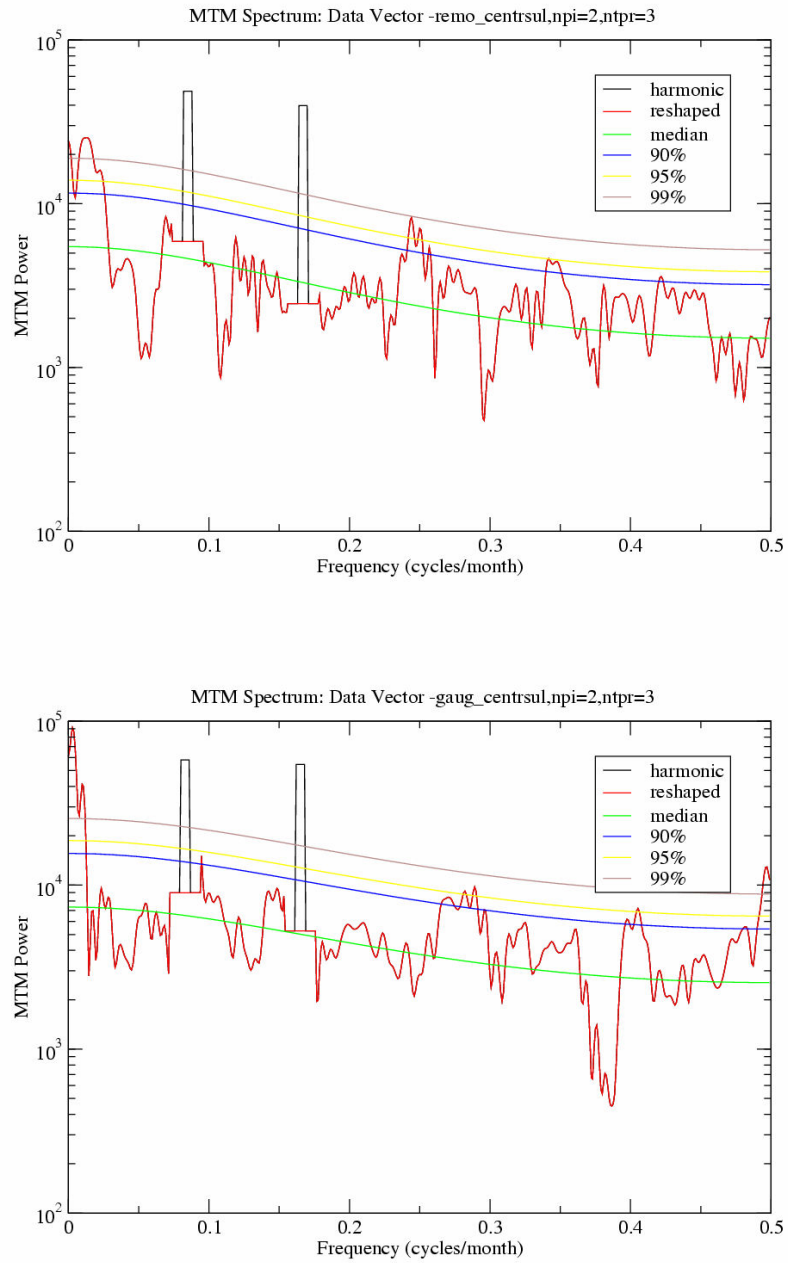 MTM Spectrum: Data Vector -remo_centrsul,npi=2,ntpr=3
10^5
10^4
10^3
10^2
MTM Power
harmonic
reshaped
median
90%
95%
99%
0 0.1 0.2 0.3 0.4 0.5
Frequency (cycles/month)
MTM Spectrum: Data Vector -gaug_centrsul,npi=2,ntpr=3
10^5
10^4
10^3
10^2
MTM Power
harmonic
reshaped
median
90%
95%
99%
0 0.1 0.2 0.3 0.4 0.5
Frequency (cycles/month)